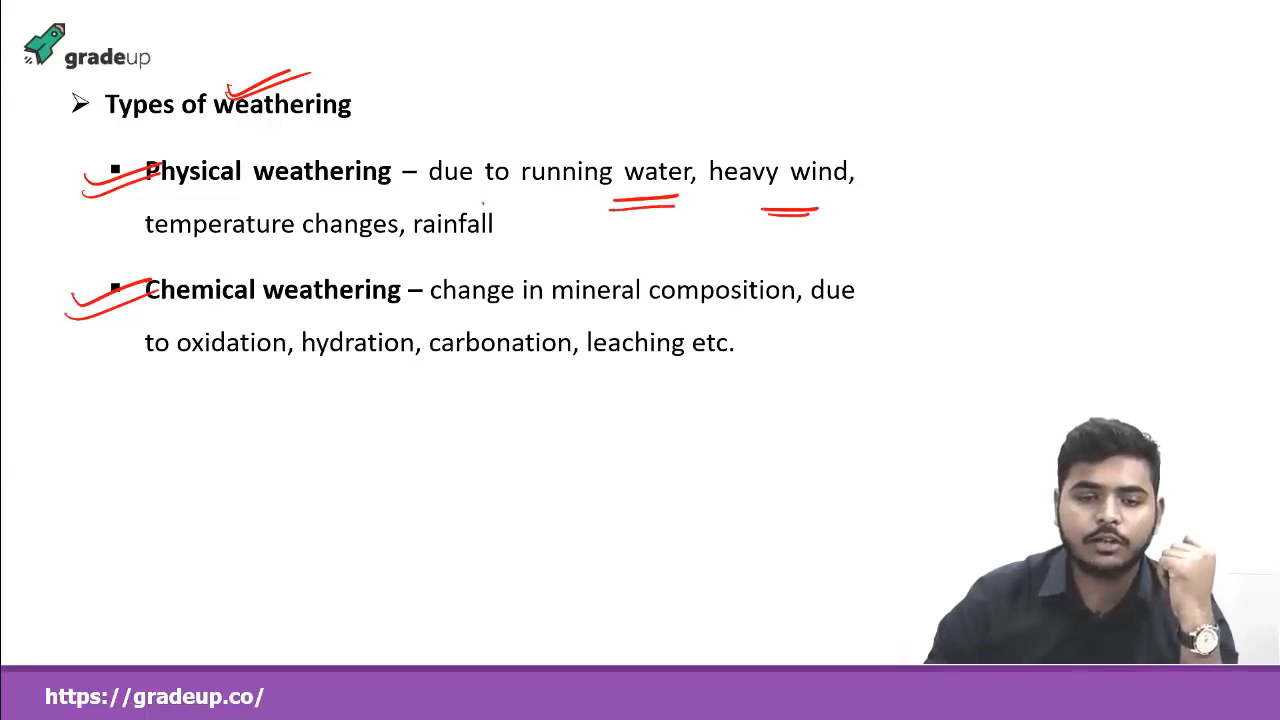 gradeup
➢ Types of weathering
▪ Physical weathering – due to running water, heavy wind,
temperature changes, rainfall
▪ Chemical weathering – change in mineral composition, due
to oxidation, hydration, carbonation, leaching etc.
https://gradeup.co/